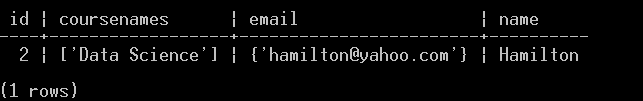 id | coursenames | email | name
----+------------------+------------------------+----------
2 | ['Data Science'] | {'hamilton@yahoo.com'} | Hamilton
(1 rows)